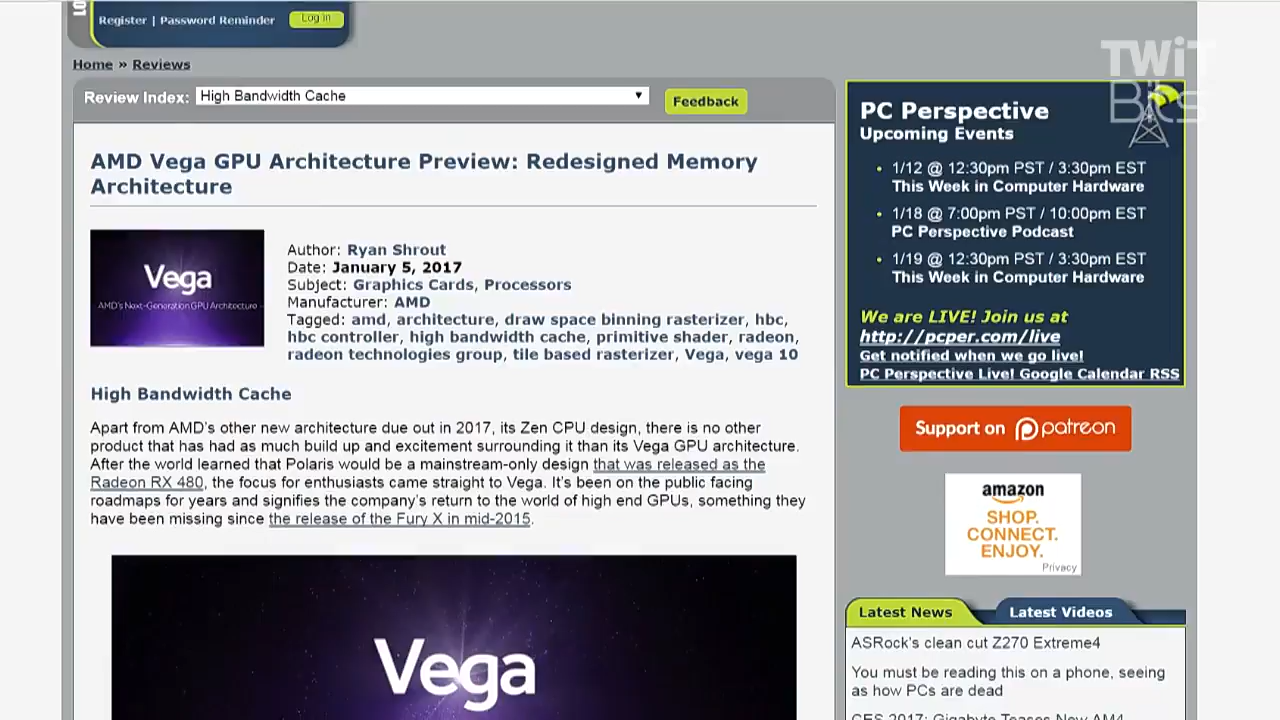 Register | Password Reminder
Log in
Home » Reviews
Review Index:
High Bandwidth Cache
Feedback
AMD Vega GPU Architecture Preview: Redesigned Memory
Architecture
Vega
AMD's Next-Generation GPU Architecture
Author: Ryan Shrout
Date: January 5, 2017
Subject: Graphics Cards, Processors
Manufacturer: AMD
Tagged: amd, architecture, draw space binning rasterizer, hbc,
hbc controller, high bandwidth cache, primitive shader, radeon,
radeon technologies group, tile based rasterizer, Vega, vega 10
High Bandwidth Cache
Apart from AMD's other new architecture due out in 2017, its Zen CPU design, there is no other
product that has had as much build up and excitement surrounding it than its Vega GPU architecture.
After the world learned that Polaris would be a mainstream-only design that was released as the
Radeon RX 480, the focus for enthusiasts came straight to Vega. It's been on the public facing
roadmaps for years and signifies the company's return to the world of high end GPUs, something they
have been missing since the release of the Fury X in mid-2015.
Vega
TWiT
Bits
PC Perspective
Upcoming Events
• 1/12 @ 12:30pm PST / 3:30pm EST
This Week in Computer Hardware
• 1/18 @ 7:00pm PST / 10:00pm EST
PC Perspective Podcast
• 1/19 @ 12:30pm PST / 3:30pm EST
This Week in Computer Hardware
We are LIVE! Join us at
http://pcper.com/live
Get notified when we go live!
PC Perspective Live! Google Calendar RSS
Support on patreon
amazon
SHOP.
CONNECT.
ENJOY.
Privacy
Latest News
Latest Videos
ASRock's clean cut Z270 Extreme4
You must be reading this on a phone, seeing
as how PCs are dead
CES 2017: Gigabyte Teases New AM4